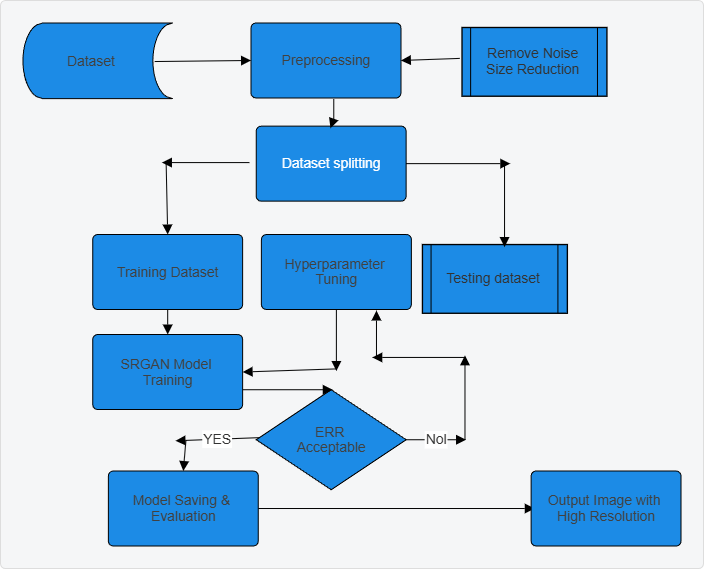 Dataset
Preprocessing
Remove Noise
Size Reduction
Dataset splitting
Training Dataset
Hyperparameter
Tuning
Testing dataset
SRGAN Model
Training
ERR
Acceptable
YES
Nol
Model Saving &
Evaluation
Output Image with
High Resolution